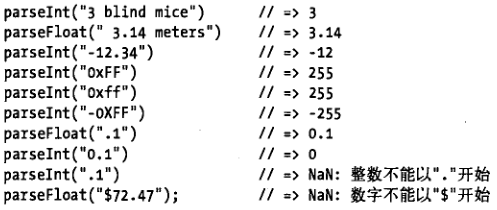 parseInt("3 blind mice") // => 3
parseFloat(" 3.14 meters") // => 3.14
parseInt("-12.34") // => -12
parseInt("0xFF") // => 255
parseInt("0xff") // => 255
parseInt("-0XFF") // => -255
parseFloat(".1") // => 0.1
parseInt("0.1") // => 0
parseInt(".1") // => NaN: 整数不能以"."开始
parseFloat("$72.47"); // => NaN: 数字不能以"$"开始